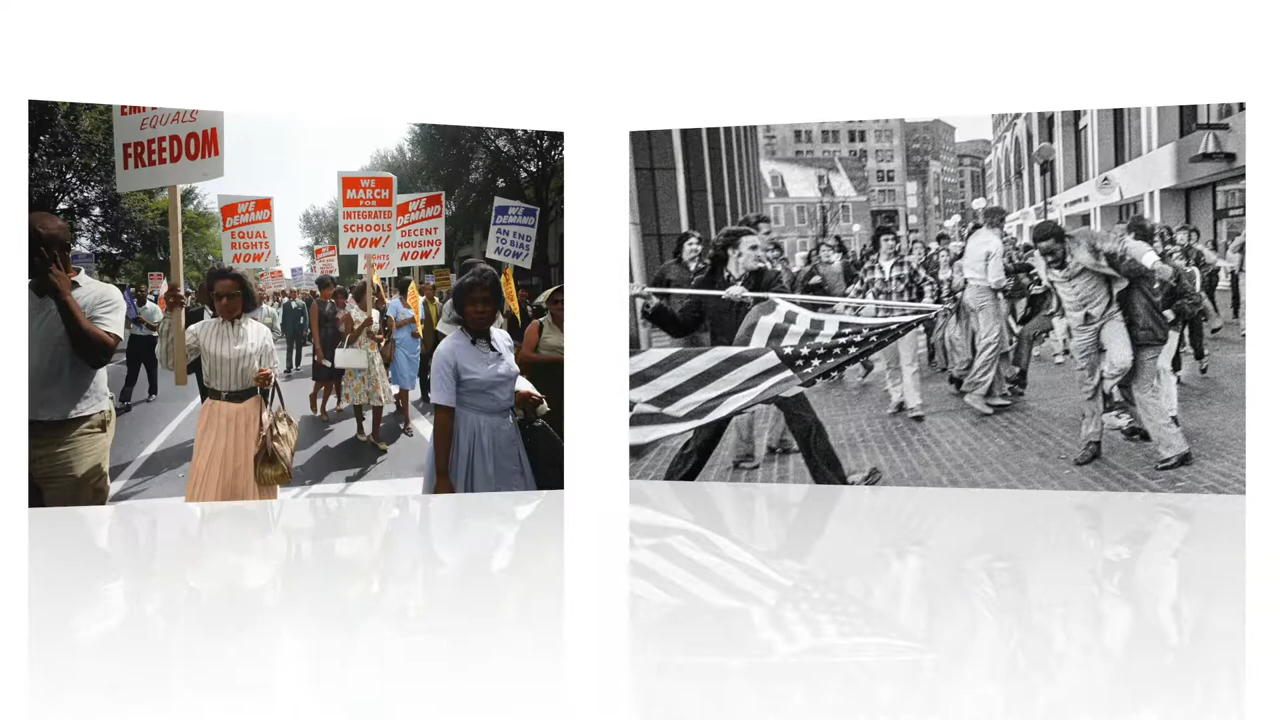 EQUALS
FREEDOM
WE
DEMAND
EQUAL
RIGHTS
NOW!
WE
MARCH
FOR
INTEGRATED
SCHOOLS
NOW!
WE
DEMAND
DECENT
HOUSING
NOW!
WE
DEMAND
AN END
TO BIAS
NOW!
RIGHTS
NOW!